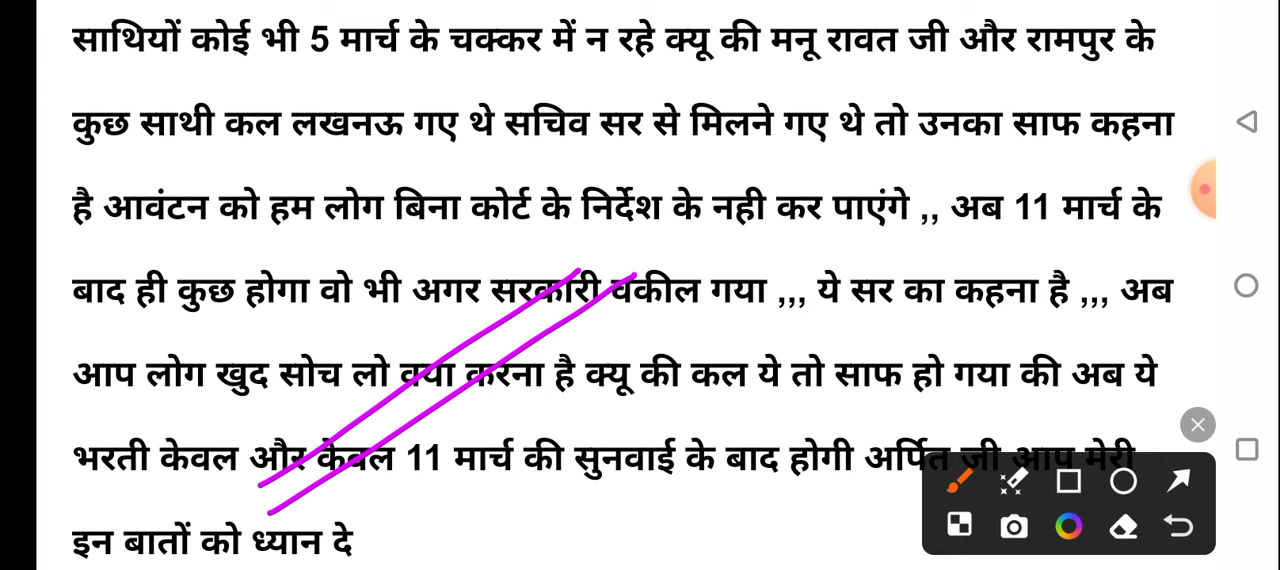 साथियों कोई भी 5 मार्च के चक्कर में न रहे क्यू की मनू रावत जी और रामपुर के
कुछ साथी कल लखनऊ गए थे सचिव सर से मिलने गए थे तो उनका साफ कहना
है आवंटन को हम लोग बिना कोर्ट के निर्देश के नही कर पाएंगे ,, अब 11 मार्च के
बाद ही कुछ होगा वो भी अगर सरकारी वकील गया ,,, ये सर का कहना है ,,, अब
आप लोग खुद सोच लो क्या करना है क्यू की कल ये तो साफ हो गया की अब ये
भरती केवल और केवल 11 मार्च की सुनवाई के बाद होगी अर्पित जी आप मेरी
इन बातों को ध्यान दे